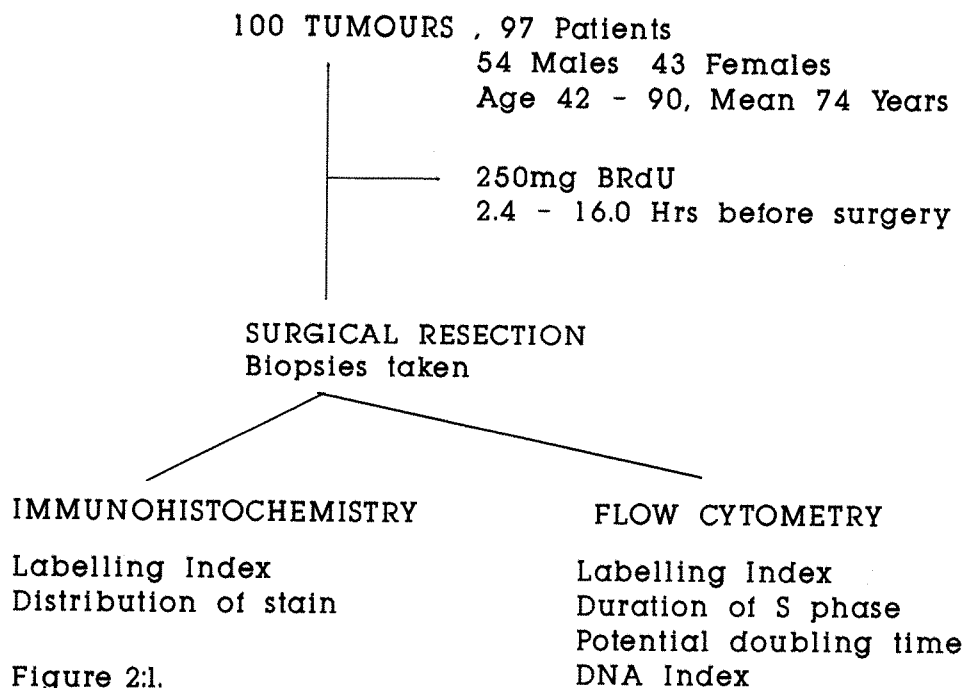 100 TUMOURS , 97 Patients
54 Males 43 Females
Age 42 - 90, Mean 74 Years
250mg BRdU
2.4 - 16.0 Hrs before surgery
SURGICAL RESECTION
Biopsies taken
IMMUNOHISTOCHEMISTRY
Labelling Index
Distribution of stain
FLOW CYTOMETRY
Labelling Index
Duration of S phase
Potential doubling time
DNA Index
Figure 2:1.